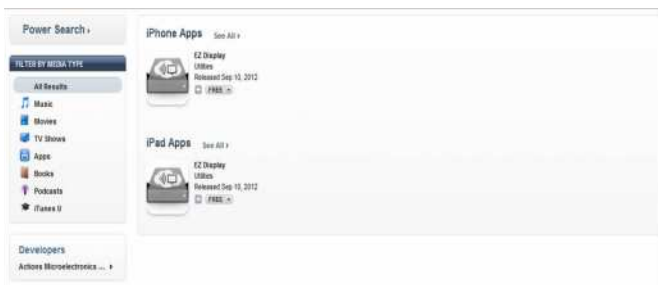 Power Search ›
FILTER BY MEDIA TYPE
All Results
Music
Movies
TV Shows
Apps
Books
Podcasts
iTunes U
Developers
Actions Microelectronics ... ›
iPhone Apps See All ›
EZ Display
Utilities
Released Sep 10, 2012
FREE
iPad Apps See All ›
EZ Display
Utilities
Released Sep 10, 2012
FREE